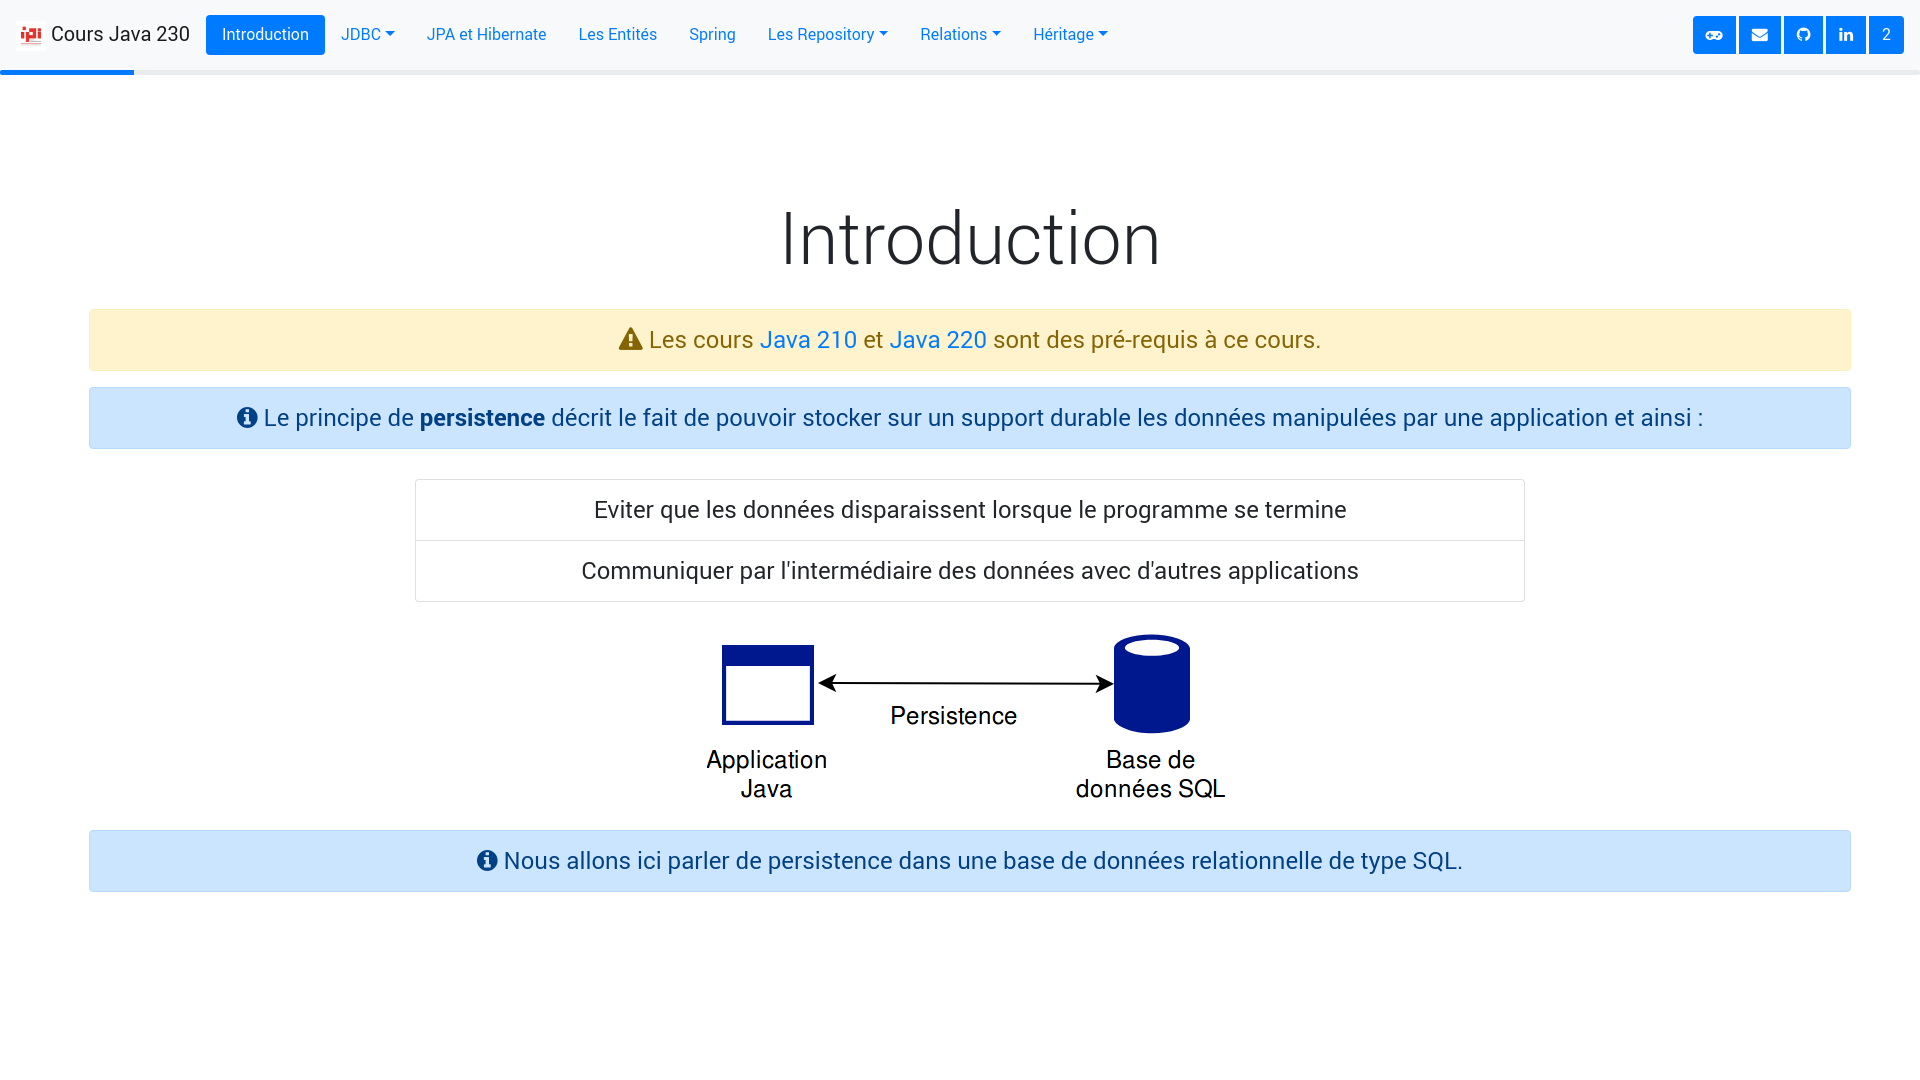 ipi Cours Java 230 Introduction JDBC JPA et Hibernate Les Entités Spring Les Repository Relations Héritage 2
Introduction
Les cours Java 210 et Java 220 sont des pré-requis à ce cours.
Le principe de persistence décrit le fait de pouvoir stocker sur un support durable les données manipulées par une application et ainsi :
Eviter que les données disparaissent lorsque le programme se termine
Communiquer par l'intermédiaire des données avec d'autres applications
Persistence
Application
Java
Base de
données SQL
Nous allons ici parler de persistence dans une base de données relationnelle de type SQL.